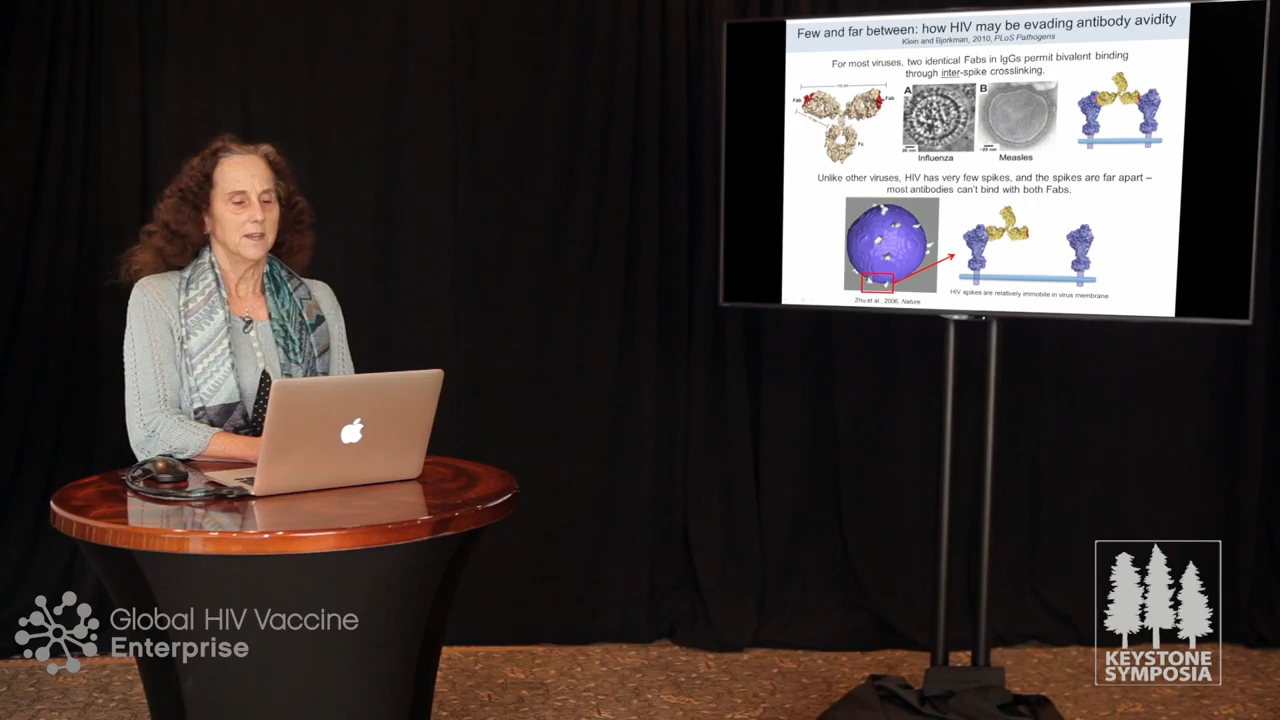 Few and far between: how HIV may be evading antibody avidity
Klein and Bjorkman, 2010, PLoS Pathogens
For most viruses, two identical Fabs in IgGs permit bivalent binding
through inter-spike crosslinking.
Fab
Fab
Fc
A
B
Influenza
Measles
Unlike other viruses, HIV has very few spikes, and the spikes are far apart –
most antibodies can't bind with both Fabs.
Zhu et al., 2006, Nature
HIV spikes are relatively immobile in virus membrane
Global HIV Vaccine
Enterprise
KEYSTONE
SYMPOSIA